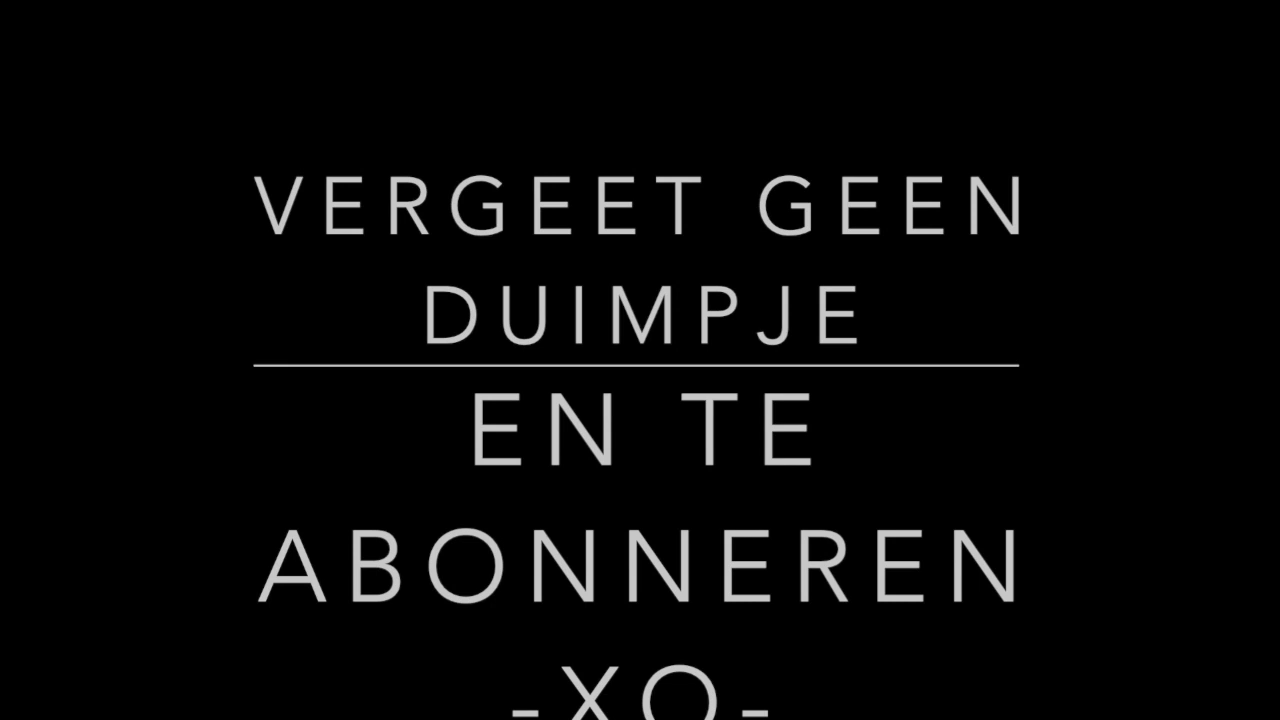 VERGEET GEEN
DUIMPJE
EN TE
ABONNEREN
-XO-